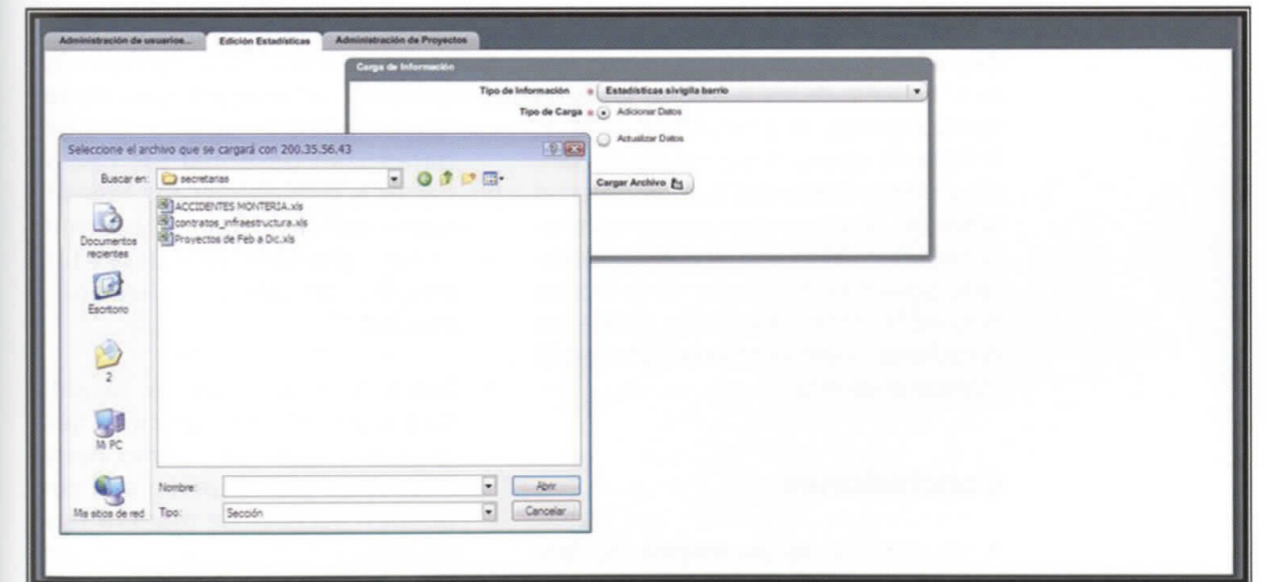 Administración de usuarios...
Edición Estadísticas
Administración de Proyectos
Carga de Información
Tipo de Información
Estadísticas sivigila barrio
Tipo de Carga
Adicionar Datos
Actualizar Datos
Cargar Archivo
Seleccione el archivo que se cargará con 200.35.56.43
Buscar en:
secretarias
ACCIDENTES MONTERIA.xls
contratos_infraestructura.xls
Proyectos de Feb a Dic.xls
Documentos recientes
Escritorio
2
Mi PC
Mis sitios de red
Nombre:
Abrir
Tipo:
Sección
Cancelar